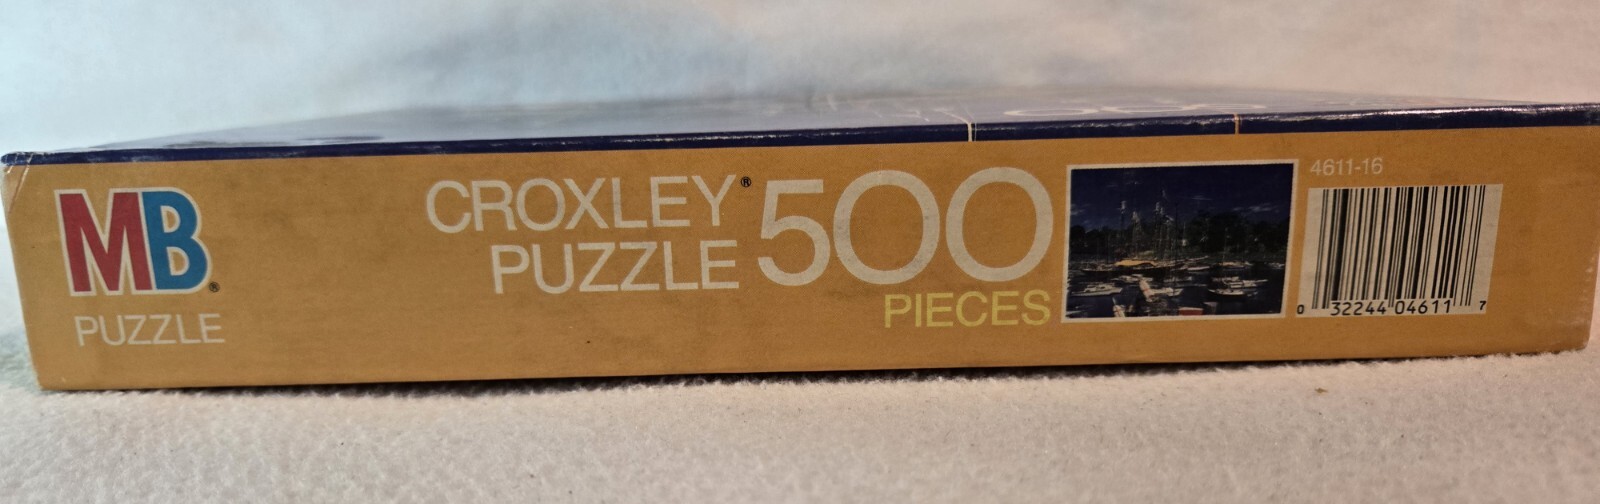 MB®
PUZZLE
CROXLEY®
PUZZLE
500
PIECES
4611-16
0 32244 04611 7